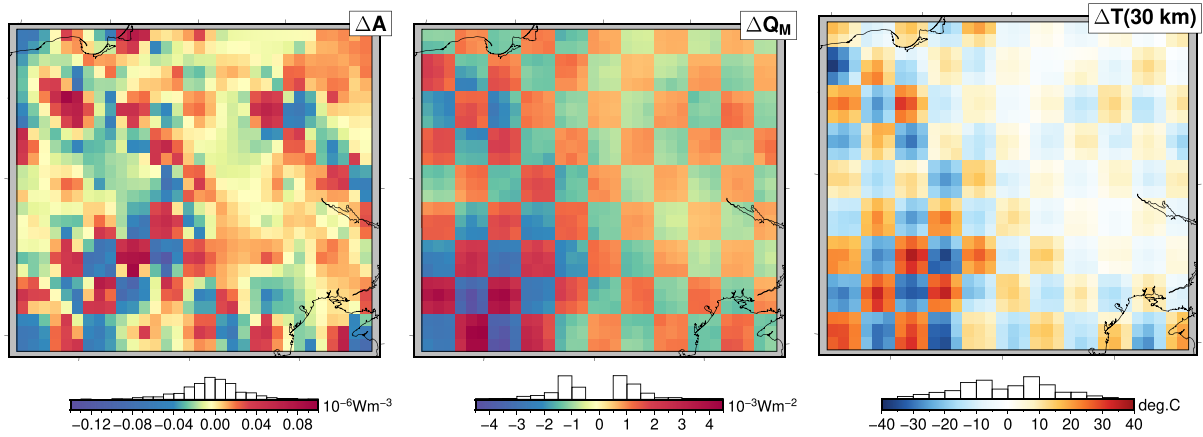 ΔA
ΔQM
ΔT(30 km)
−0.12 −0.08 −0.04 0.00 0.04 0.08 10−6Wm−3
−4 −3 −2 −1 0 1 2 3 4 10−3Wm−2
−40 −30 −20 −10 0 10 20 30 40 deg.C